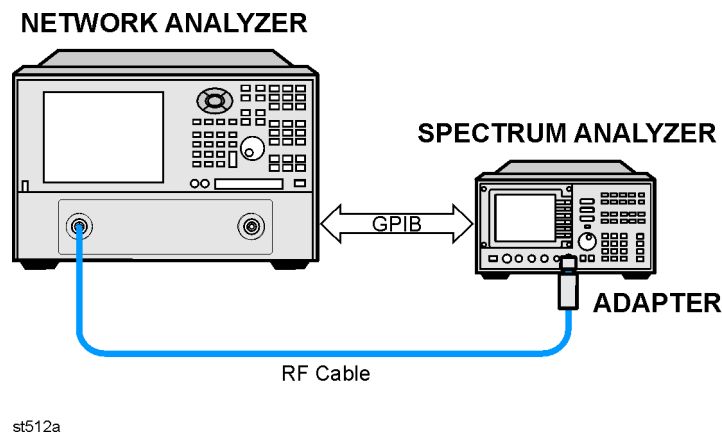 NETWORK ANALYZER
SPECTRUM ANALYZER
GPIB
ADAPTER
RF Cable
st512a